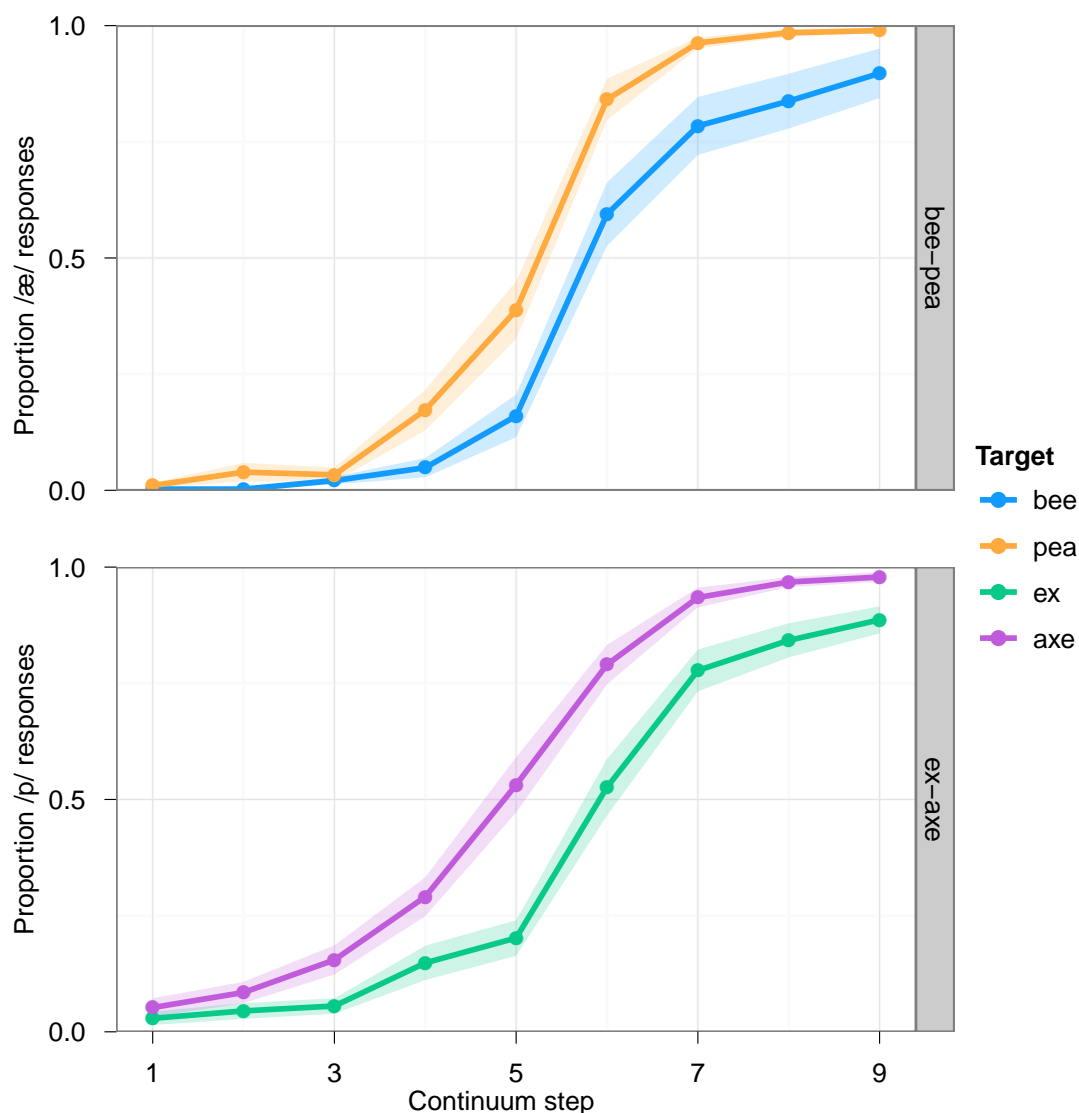 1.0
0.5
0.0
Proportion /æ/ responses
bee−pea
1.0
0.5
0.0
Proportion /p/ responses
ex−axe
1 3 5 7 9
Continuum step
Target
bee
pea
ex
axe